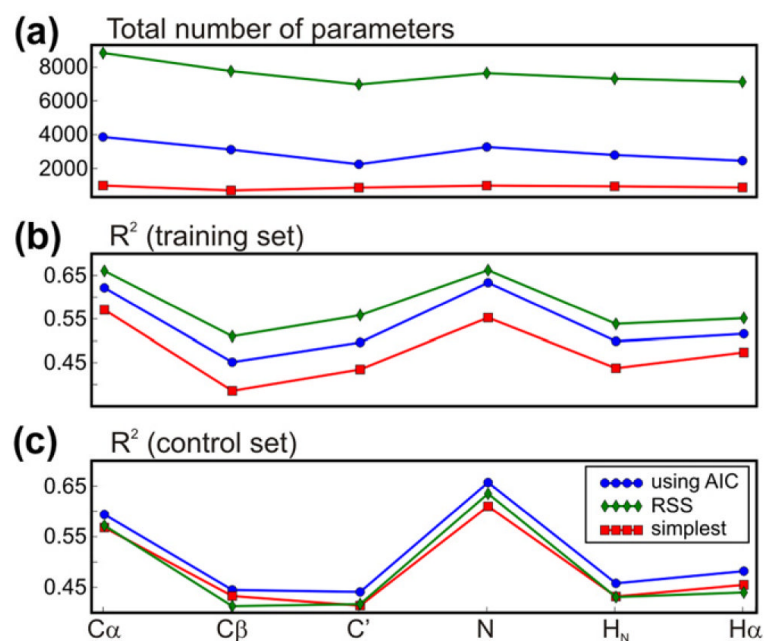 (a) Total number of parameters
8000
6000
4000
2000
(b) R² (training set)
0.65
0.55
0.45
(c) R² (control set)
0.65
0.55
0.45
using AIC
RSS
simplest
Cα Cβ C' N H_N Hα